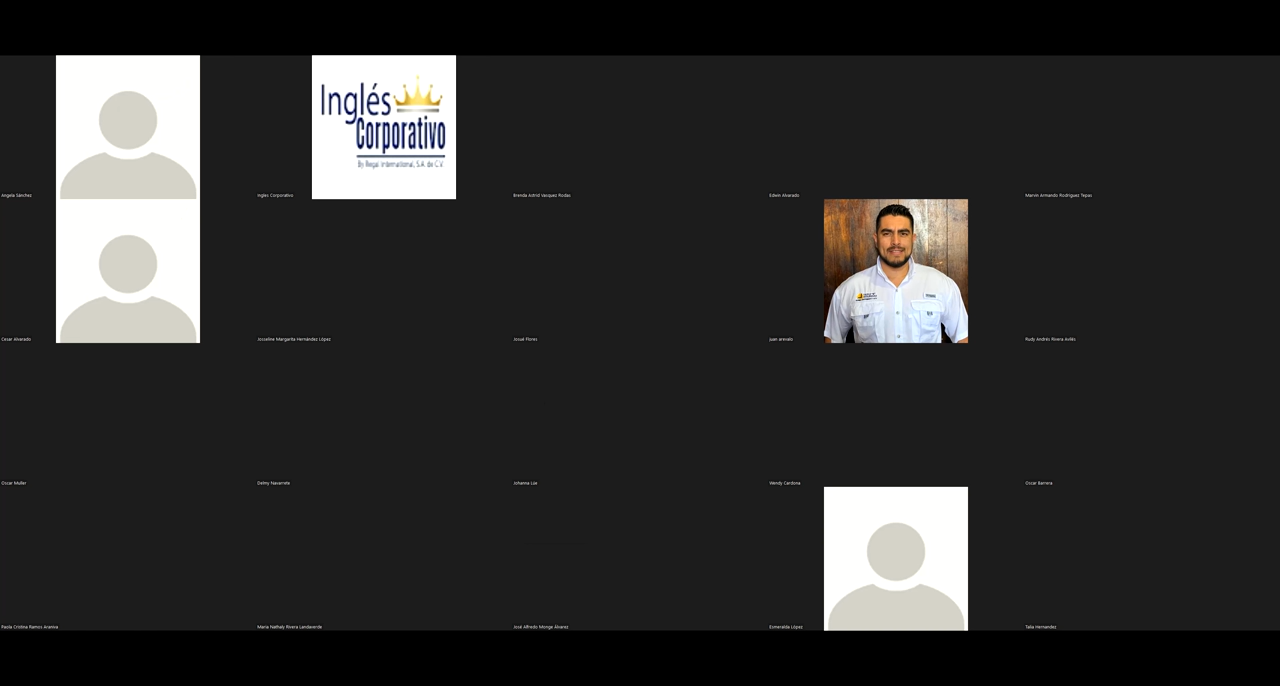 Inglés
Corporativo
By Regal International, S.A. de C.V.
Angela Sánchez
Ingles Corporativo
Brenda Astrid Vasquez Rodas
Edwin Alvarado
Marvin Armando Rodriguez Tepas
Cesar Alvarado
Josseline Margarita Hernández López
Josué Flores
juan arevalo
Rudy Andrés Rivera Avilés
Oscar Muller
Delmy Navarrete
Johanna Lae
Wendy Cardona
Oscar Barrera
Paola Cristina Ramos Araniva
María Nathaly Rivera Landaverde
José Alfredo Monge Álvarez
Esmeralda López
Talia Hernandez